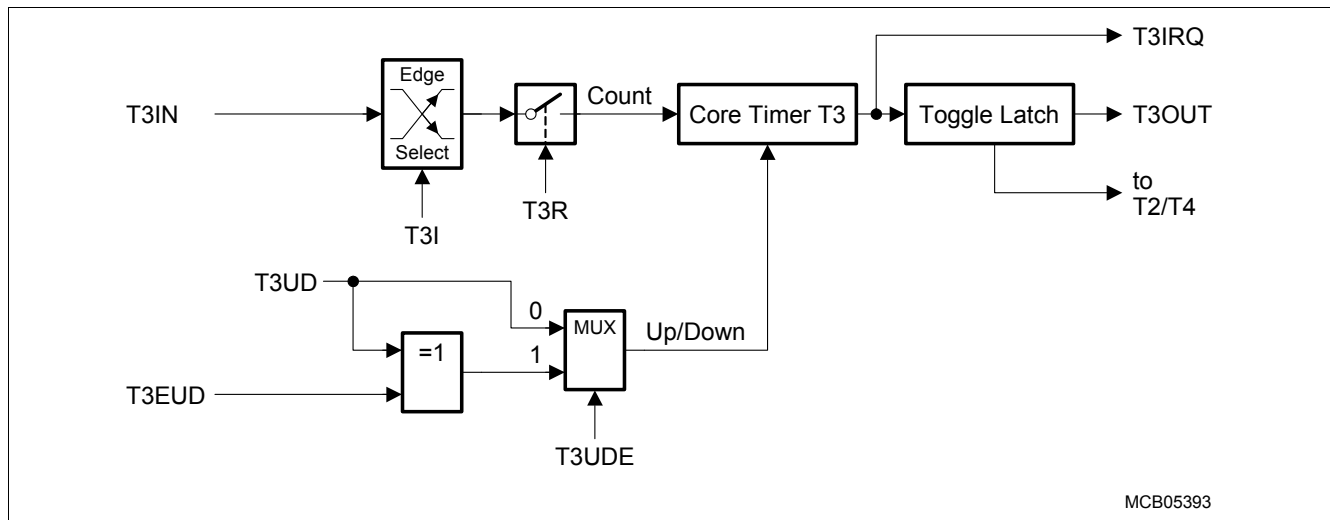 T3IRQ
Edge
Select
T3IN
Count
Core Timer T3
Toggle Latch
T3OUT
T3R
T3I
to
T2/T4
T3UD
0
MUX
Up/Down
=1
1
T3EUD
T3UDE
MCB05393